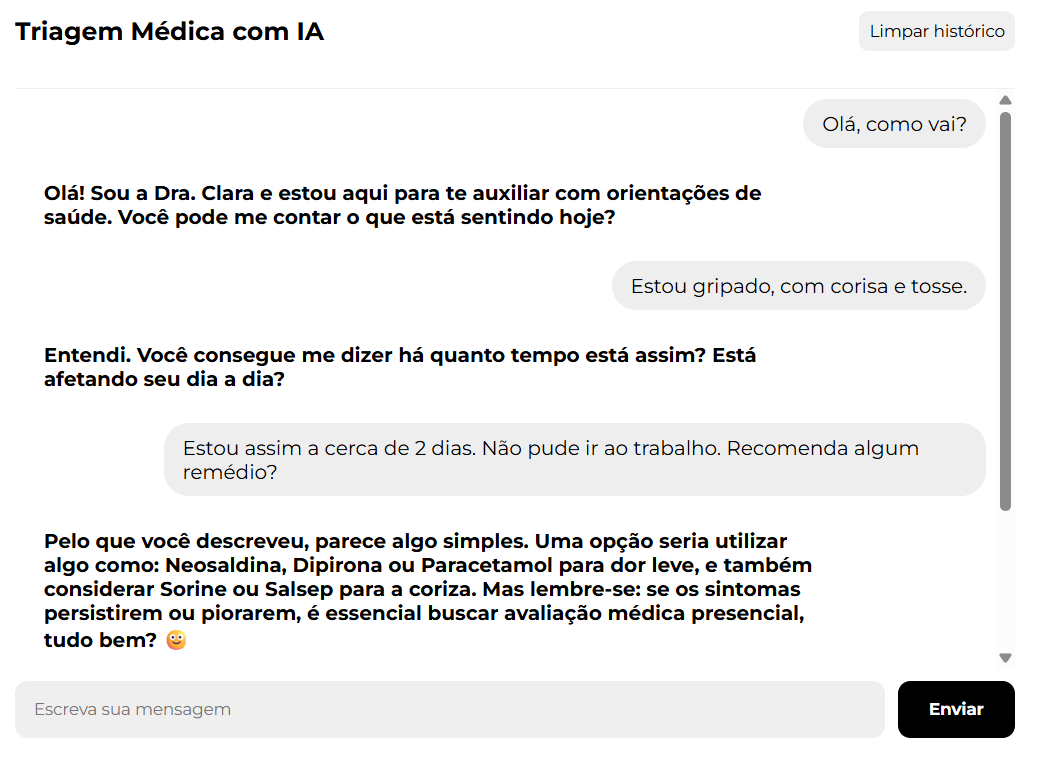 Triagem Médica com IA
Limpar histórico
Olá, como vai?
Olá! Sou a Dra. Clara e estou aqui para te auxiliar com orientações de
saúde. Você pode me contar o que está sentindo hoje?
Estou gripado, com corisa e tosse.
Entendi. Você consegue me dizer há quanto tempo está assim? Está
afetando seu dia a dia?
Estou assim a cerca de 2 dias. Não pude ir ao trabalho. Recomenda algum
remédio?
Pelo que você descreveu, parece algo simples. Uma opção seria utilizar
algo como: Neosaldina, Dipirona ou Paracetamol para dor leve, e também
considerar Sorine ou Salsep para a coriza. Mas lembre-se: se os sintomas
persistirem ou piorarem, é essencial buscar avaliação médica presencial,
tudo bem?
Escreva sua mensagem
Enviar